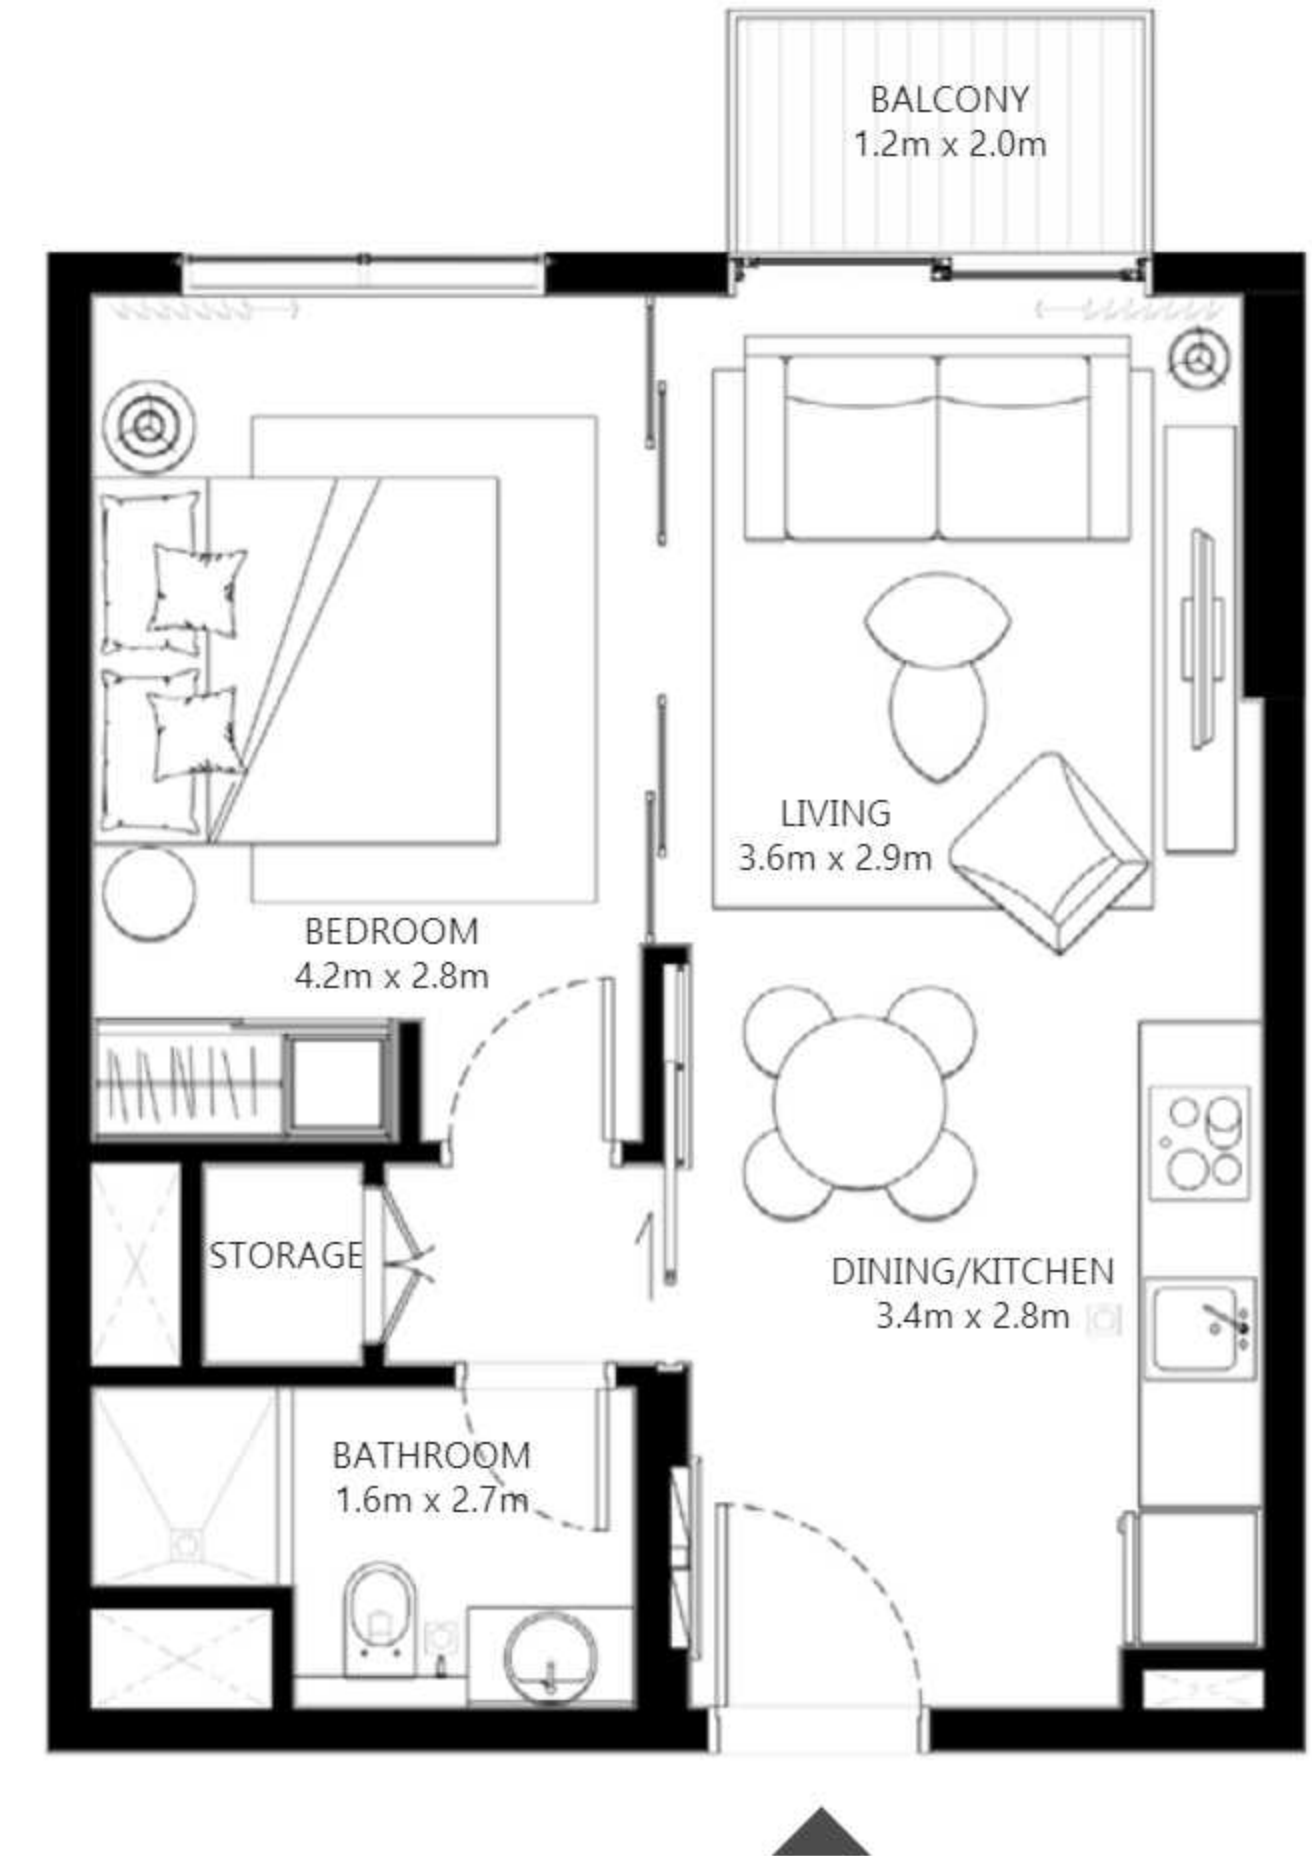 BALCONY
1.2m x 2.0m
LIVING
3.6m x 2.9m
BEDROOM
4.2m x 2.8m
STORAGE
DINING/KITCHEN
3.4m x 2.8m
BATHROOM
1.6m x 2.7m